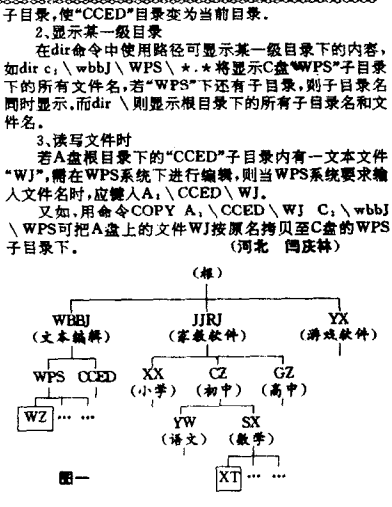 子目录,使“CCED”目录变为当前目录.
2、显示某一级目录
在dir命令中使用路径可显示某一级目录下的内容,
如dir c:\wbbJ\WPS\*.*将显示C盘“WPS”子目录
下的所有文件名,若“WPS”下还有子目录,则子目录名
同时显示.而dir \则显示根目录下的所有子目录名和文
件名.
3、读写文件时
若A盘根目录下的“CCED”子目录内有一文本文件
“WJ”,需在WPS系统下进行编辑,则当WPS系统要求输
入文件名时,应键入A:\CCED\WJ.
又如,用命令COPY A:\CCED\WJ C:\wbbJ
\WPS可把A盘上的文件WJ按原名拷贝至C盘的WPS
子目录下. (河北 闫庆林)
(根)
WBBJ JJRJ YX
(文本编辑) (家教软件) (游戏软件)
WPS CCED XX CZ GZ
(小学) (初中) (高中)
WZ ··· ··· YW SX
(语文) (数学)
图一 XT ··· ···